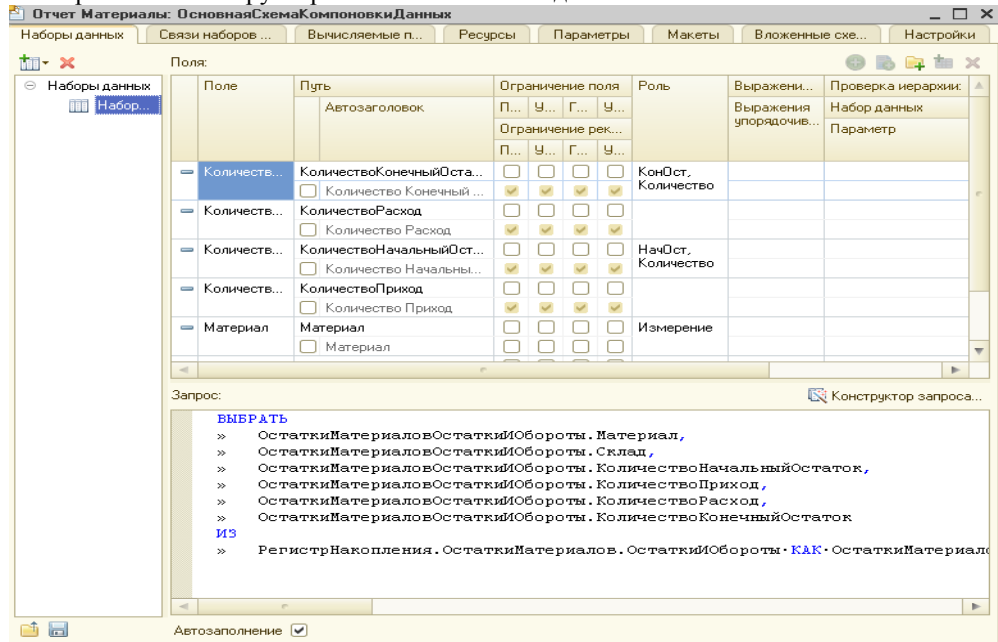 Отчет Материалы: ОсновнаяСхемаКомпоновкиДанных
Наборы данных Связи наборов ... Вычисляемые п... Ресурсы Параметры Макеты Вложенные схе... Настройки
Поля:
Наборы данных
Набор...
Поле Путь Ограничение поля Роль Выражени... Проверка иерархии:
Автозаголовок П... У... Г... У... Выражения упорядочив... Набор данных
Ограничение рек... Параметр
П... У... Г... У...
Количеств... КоличествоКонечныйОста... КонОст, Количество
Количество Конечный ...
Количеств... КоличествоРасход
Количество Расход
Количеств... КоличествоНачальныйОст... НачОст, Количество
Количество Начальны...
Количеств... КоличествоПриход
Количество Приход
Материал Материал Измерение
Материал
Запрос: Конструктор запроса...
ВЫБРАТЬ
» ОстаткиМатериаловОстаткиИОбороты.Материал,
» ОстаткиМатериаловОстаткиИОбороты.Склад,
» ОстаткиМатериаловОстаткиИОбороты.КоличествоНачальныйОстаток,
» ОстаткиМатериаловОстаткиИОбороты.КоличествоПриход,
» ОстаткиМатериаловОстаткиИОбороты.КоличествоРасход,
» ОстаткиМатериаловОстаткиИОбороты.КоличествоКонечныйОстаток
ИЗ
» РегистрНакопления.ОстаткиМатериалов.ОстаткиИОбороты·КАК·ОстаткиМатериало
Автозаполнение